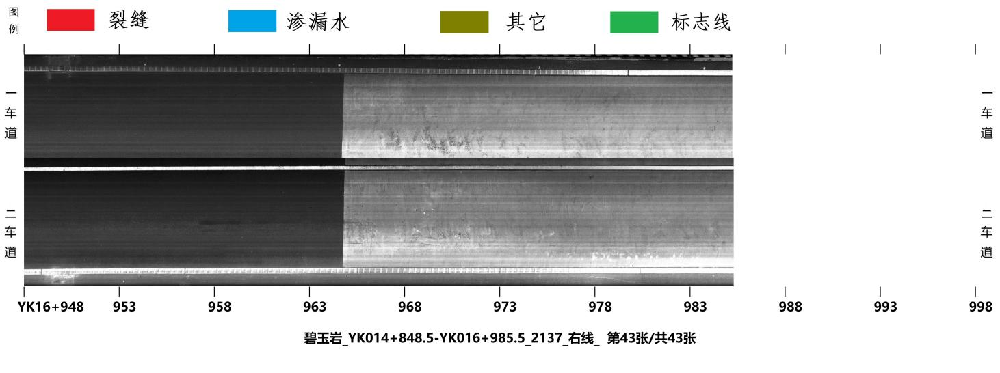 图例
裂缝 渗漏水 其它 标志线
一车道 一车道
二车道 二车道
YK16+948 953 958 963 968 973 978 983 988 993 998
碧玉岩_YK014+848.5-YK016+985.5_2137_右线_ 第43张/共43张